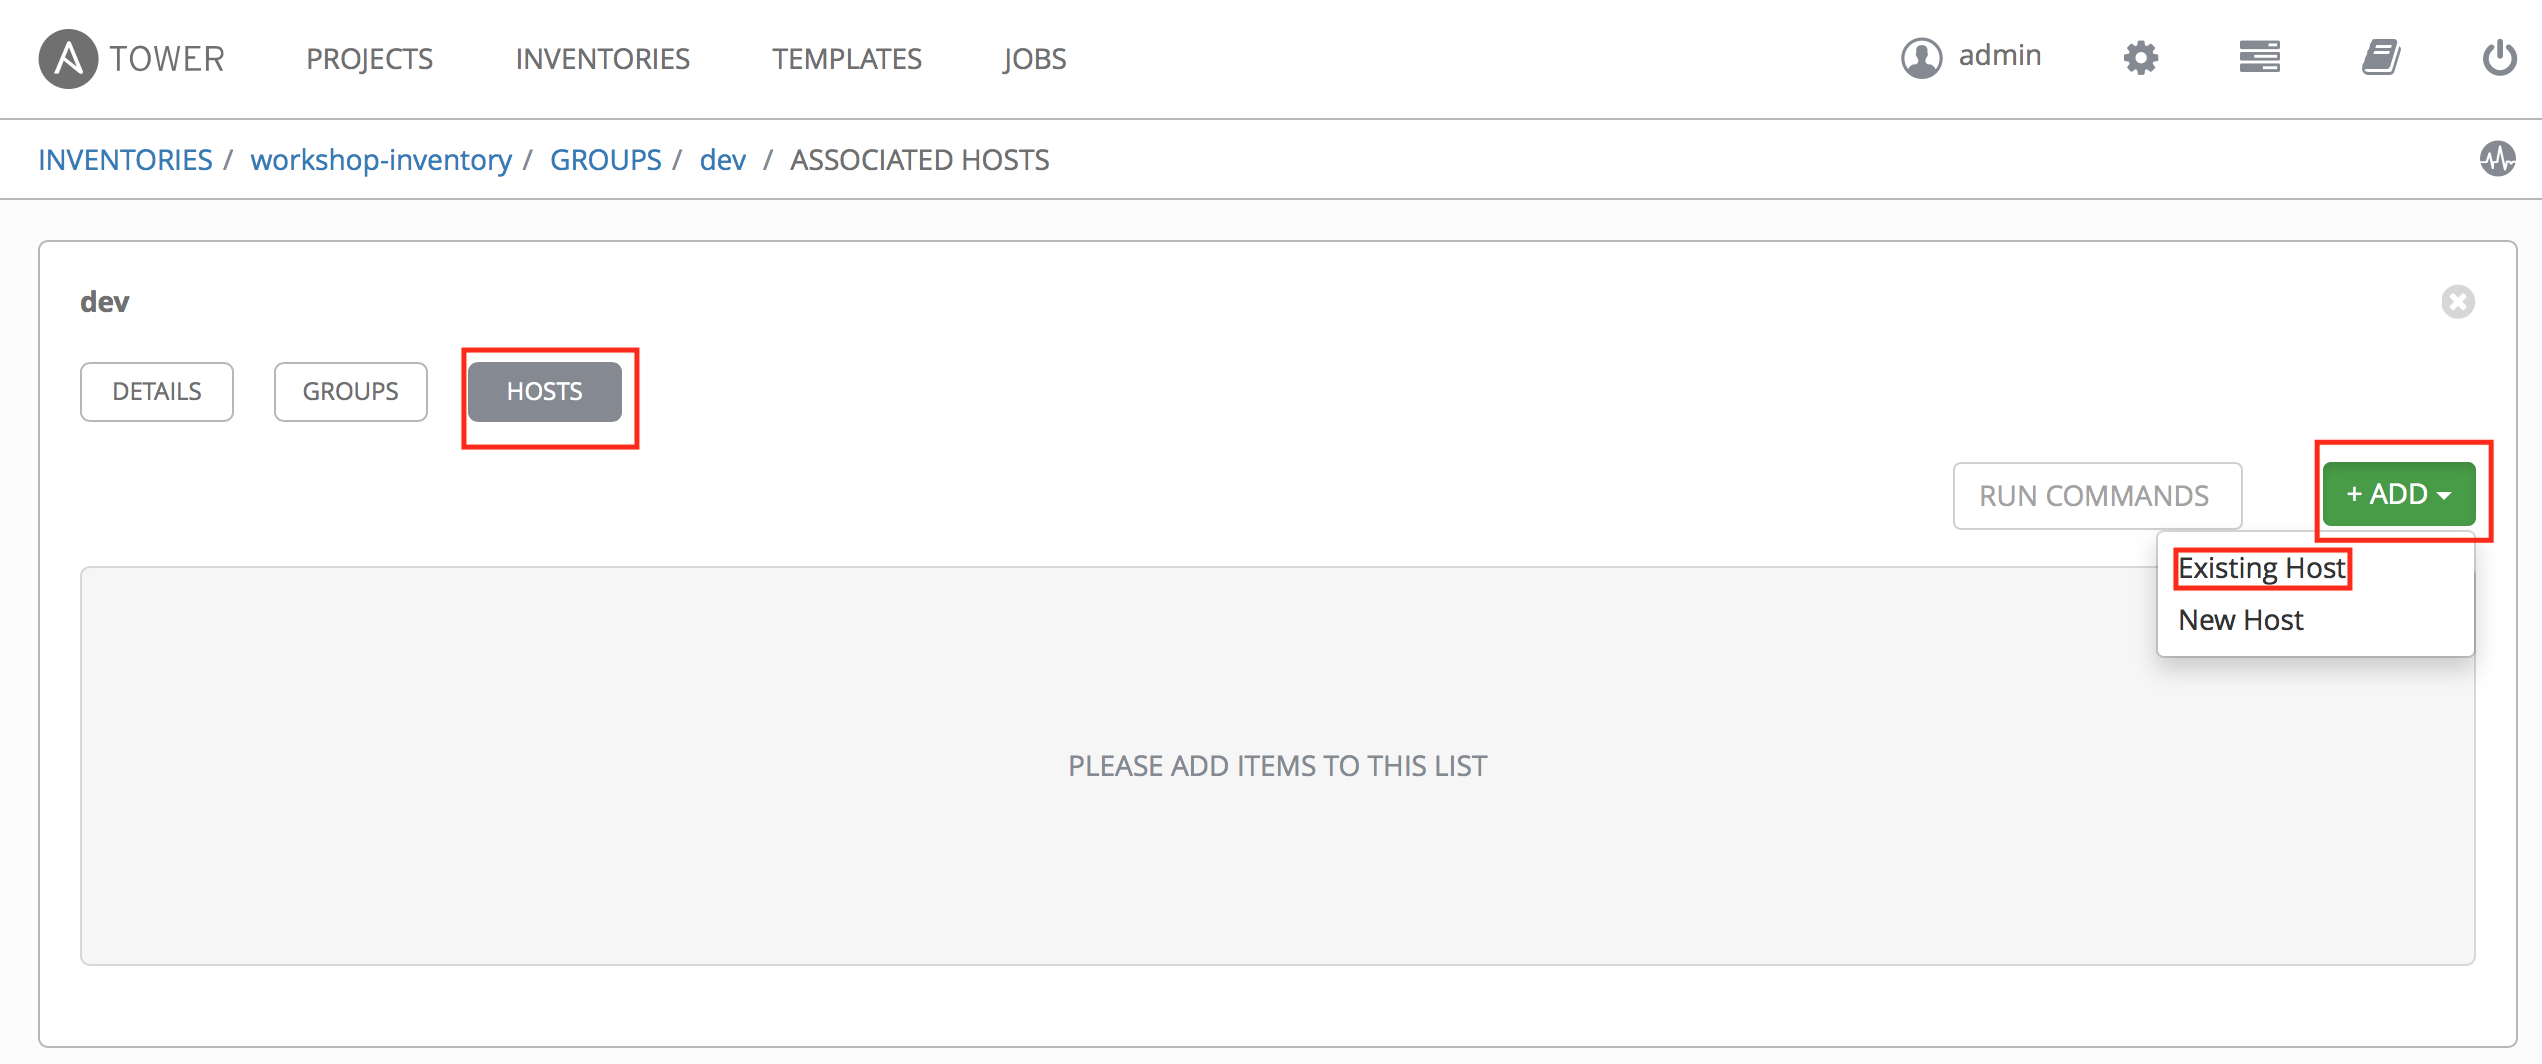 A TOWER PROJECTS INVENTORIES TEMPLATES JOBS admin
INVENTORIES / workshop-inventory / GROUPS / dev / ASSOCIATED HOSTS
dev
DETAILS GROUPS HOSTS
RUN COMMANDS + ADD
Existing Host
New Host
PLEASE ADD ITEMS TO THIS LIST